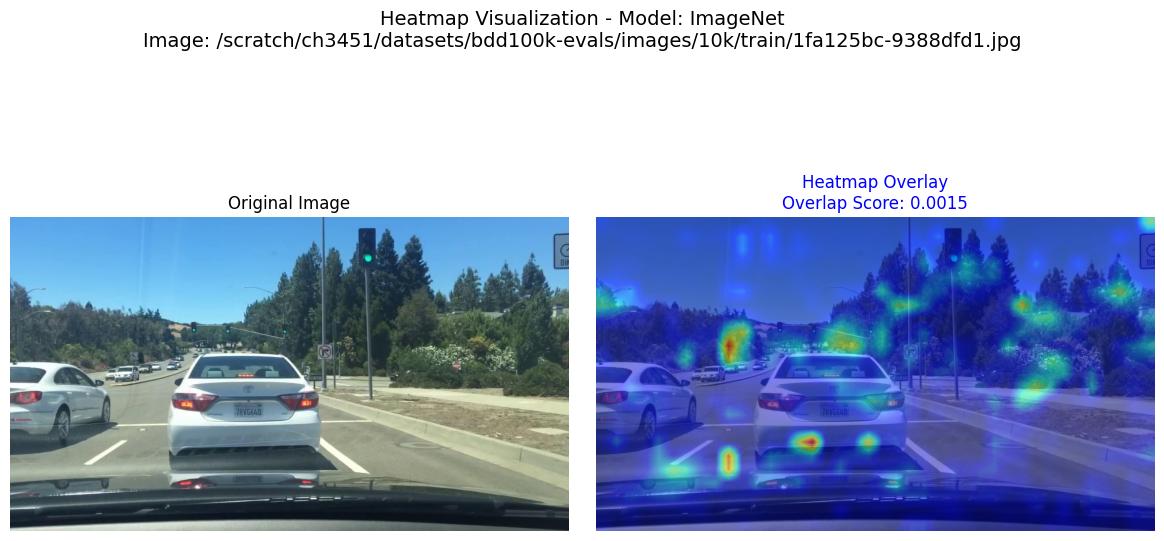 Heatmap Visualization - Model: ImageNet
Image: /scratch/ch3451/datasets/bdd100k-evals/images/10k/train/1fa125bc-9388dfd1.jpg
Original Image
Heatmap Overlay
Overlap Score: 0.0015